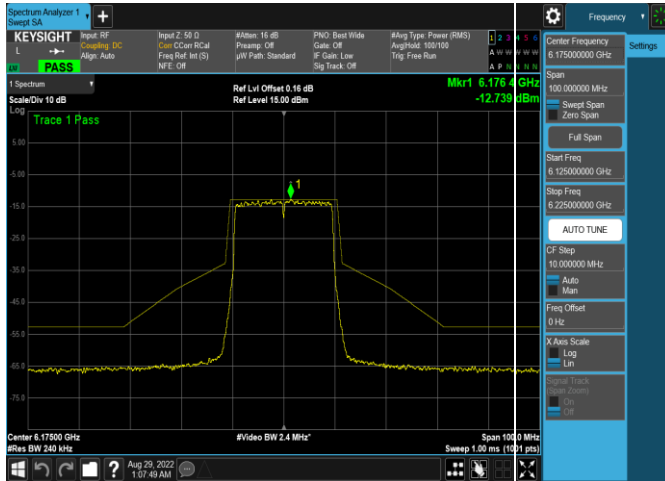 Spectrum Analyzer 1
Swept SA
Frequency
KEYSIGHT
L
PASS
Input: RF
Coupling: DC
Align: Auto
Input Z: 50 Ω
Corr CCorr RCal
Freq Ref: Int (S)
NFE: Off
#Atten: 16 dB
Preamp: Off
µW Path: Standard
PNO: Best Wide
Gate: Off
IF Gain: Low
Sig Track: Off
#Avg Type: Power (RMS)
Avg|Hold: 100/100
Trig: Free Run
1 2 3 4 5 6
A W W W W W
A P N N N N
1 Spectrum
Scale/Div 10 dB
Log
Ref Lvl Offset 0.16 dB
Ref Level 15.00 dBm
Mkr1 6.176 4 GHz
-12.739 dBm
Trace 1 Pass
1
5.00
-5.00
-15.0
-25.0
-35.0
-45.0
-55.0
-65.0
-75.0
Center 6.17500 GHz
#Res BW 240 kHz
#Video BW 2.4 MHz*
Span 100.0 MHz
Sweep 1.00 ms (1001 pts)
Aug 29, 2022
1:07:49 AM
Settings
Center Frequency
6.175000000 GHz
Span
100.000000 MHz
Swept Span
Zero Span
Full Span
Start Freq
6.125000000 GHz
Stop Freq
6.225000000 GHz
AUTO TUNE
CF Step
10.000000 MHz
Auto
Man
Freq Offset
0 Hz
X Axis Scale
Log
Lin
Signal Track
(Span Zoom)
On
Off